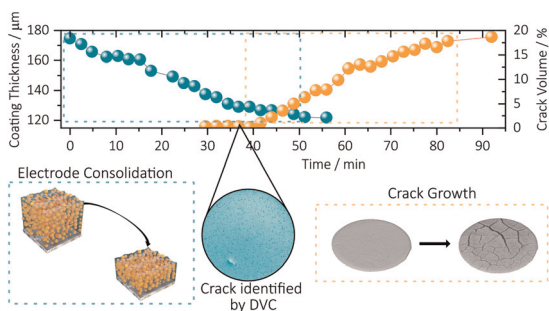 Coating Thickness / μm
180
160
140
120
20
15
10
5
0
Crack Volume / %
0 10 20 30 40 50 60 70 80 90
Time / min
Electrode Consolidation
Crack identified
by DVC
Crack Growth